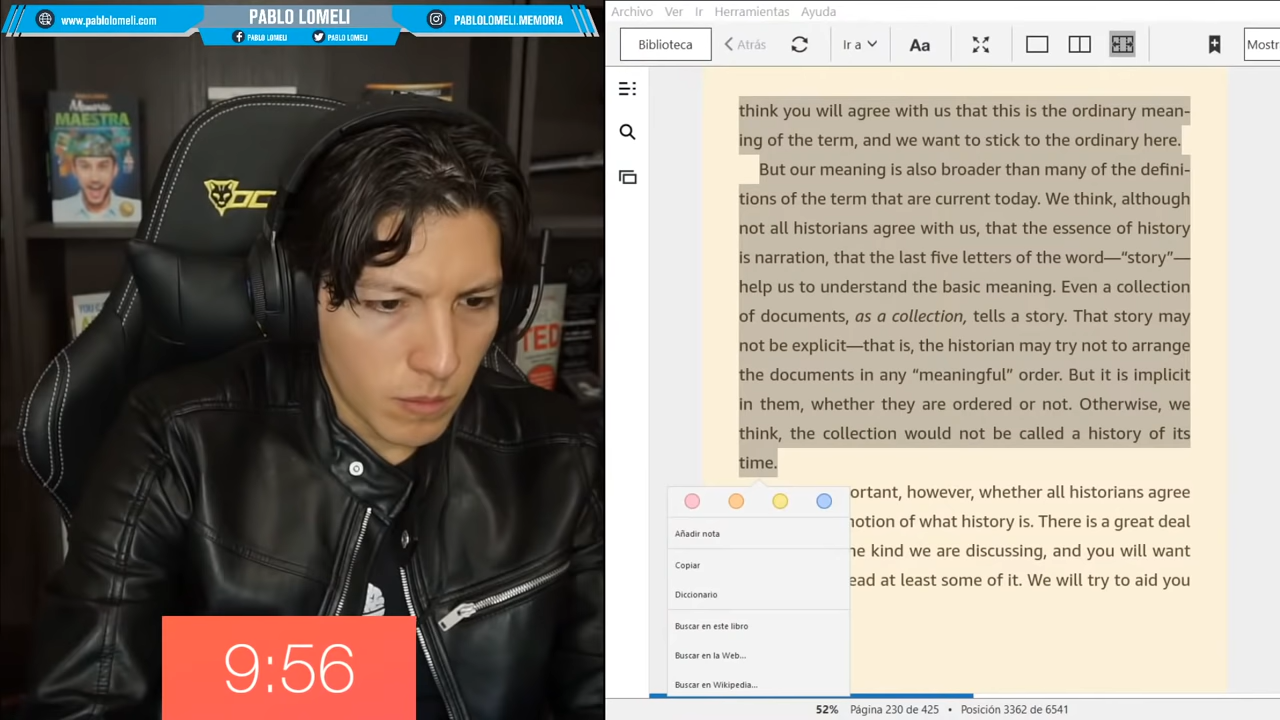 www.pablolomeli.com
PABLO LOMELI
PABLOLOMELI.MEMORIA
PABLO LOMELI
PABLO LOMELI
Memoria
MAESTRA
TED
9:56
Archivo Ver Ir Herramientas Ayuda
Biblioteca Atrás Ir a Aa Mostr
think you will agree with us that this is the ordinary mean-
ing of the term, and we want to stick to the ordinary here.
But our meaning is also broader than many of the defini-
tions of the term that are current today. We think, although
not all historians agree with us, that the essence of history
is narration, that the last five letters of the word—“story”—
help us to understand the basic meaning. Even a collection
of documents, as a collection, tells a story. That story may
not be explicit—that is, the historian may try not to arrange
the documents in any “meaningful” order. But it is implicit
in them, whether they are ordered or not. Otherwise, we
think, the collection would not be called a history of its
time.
ortant, however, whether all historians agree
notion of what history is. There is a great deal
ne kind we are discussing, and you will want
ead at least some of it. We will try to aid you
Añadir nota
Copiar
Diccionario
Buscar en este libro
Buscar en la Web...
Buscar en Wikipedia...
52% Página 230 de 425 • Posición 3362 de 6541